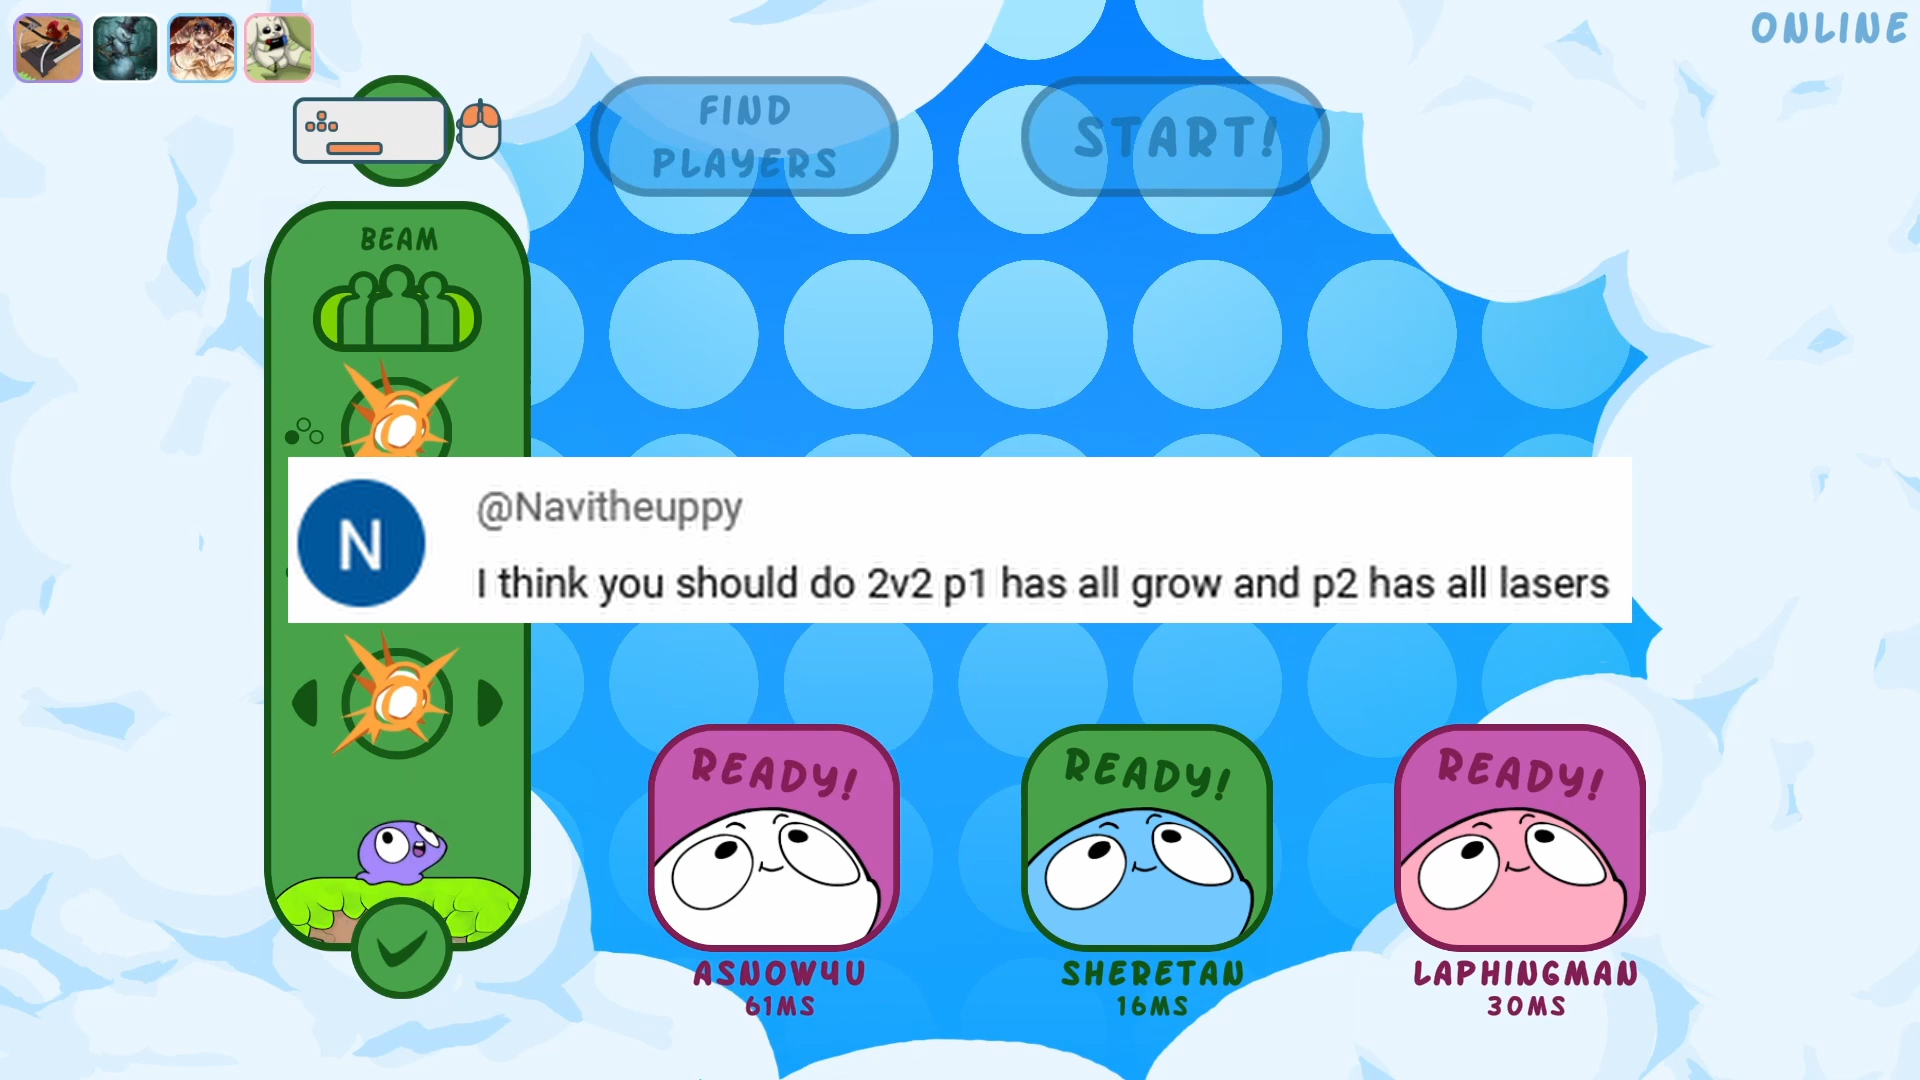 ONLINE
FIND
PLAYERS
START!
BEAM
N
@Navitheuppy
I think you should do 2v2 p1 has all grow and p2 has all lasers
READY!
READY!
READY!
ASNOW4U
61MS
SHERETAN
16MS
LAPHINGMAN
30MS